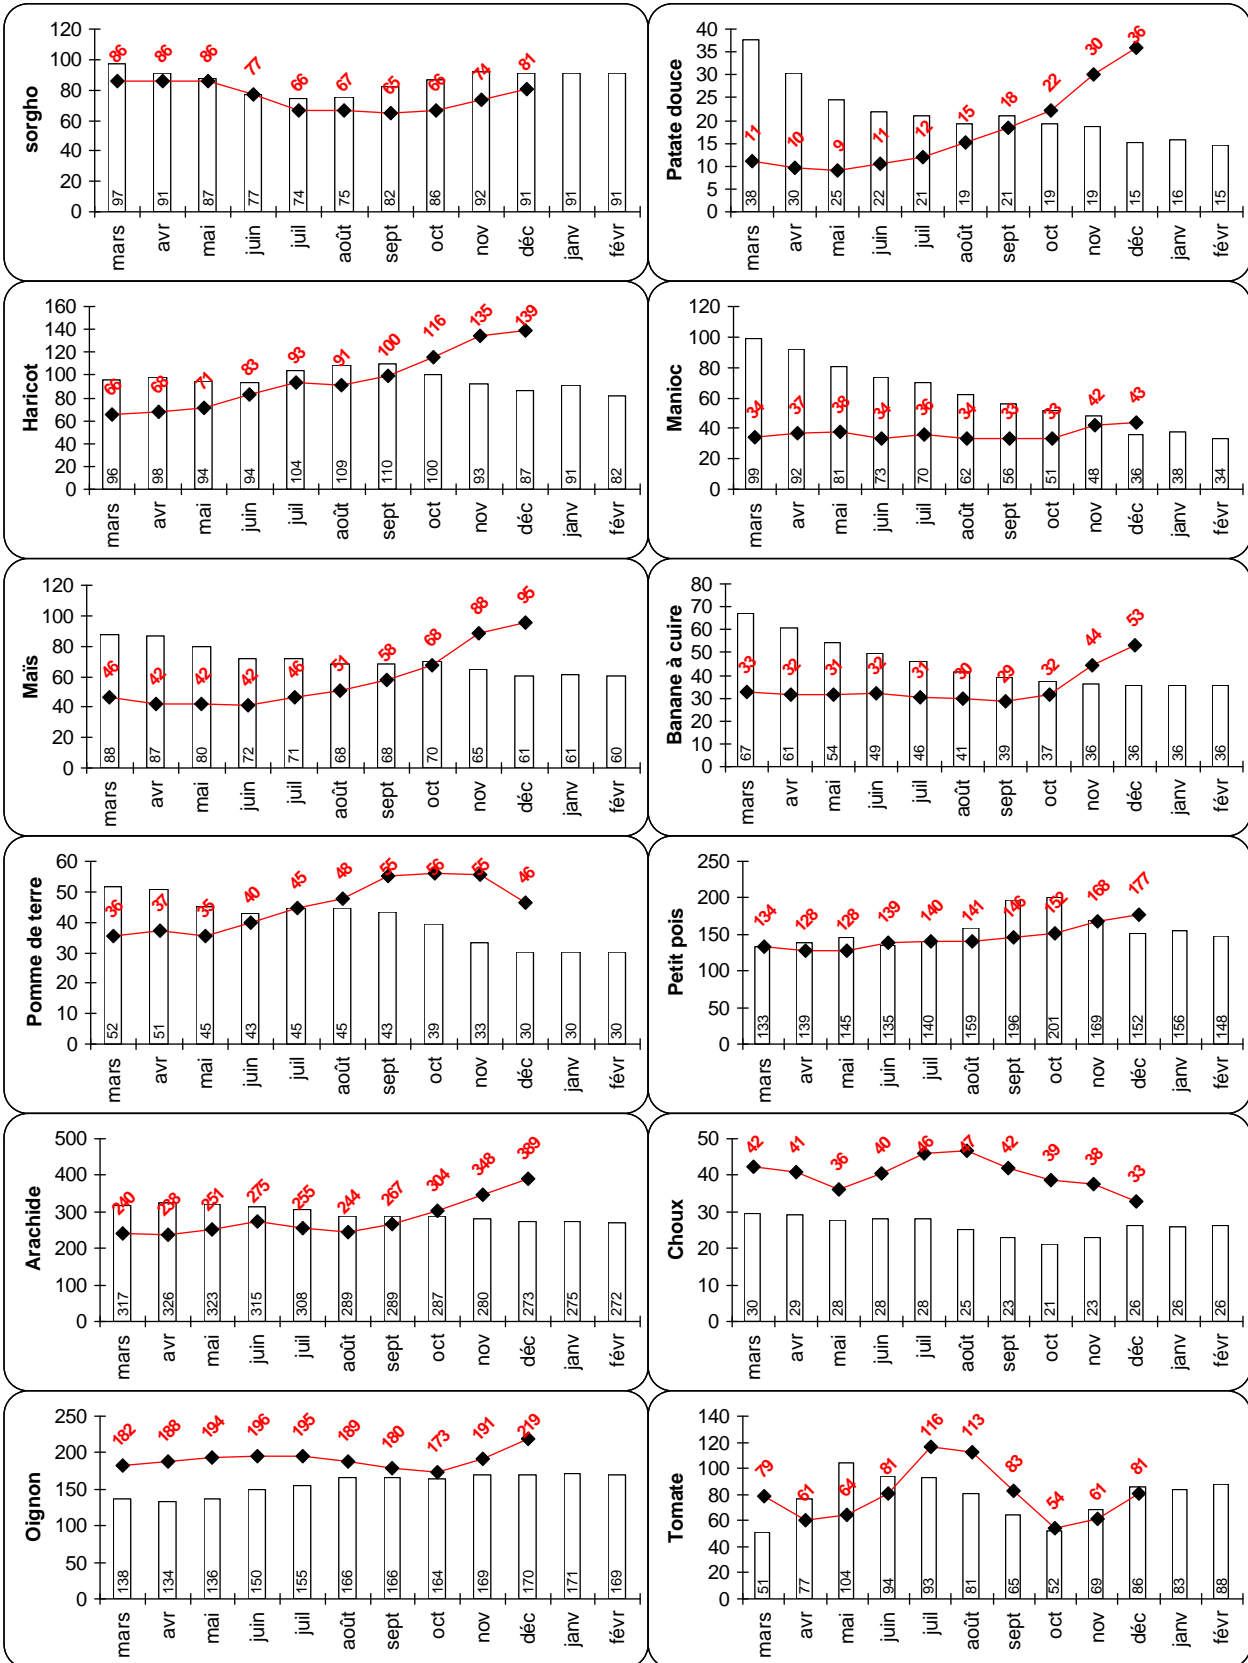 sorgho
120
100
80
60
40
20
0
86 86 86 77 66 67 65 66 74 81
97 91 87 77 74 75 82 86 92 91 91 91
mars avr mai juin juil août sept oct nov déc janv févr
Patate douce
40
35
30
25
20
15
10
5
0
11 10 9 11 12 15 18 22 30 36
38 30 25 22 21 19 21 19 19 15 16 15
mars avr mai juin juil août sept oct nov déc janv févr
Haricot
160
140
120
100
80
60
40
20
0
66 68 71 83 93 91 100 116 135 139
96 98 94 94 104 109 110 100 93 87 91 82
mars avr mai juin juil août sept oct nov déc janv févr
Manioc
120
100
80
60
40
20
0
34 37 38 34 36 34 33 33 42 43
99 92 81 73 70 62 56 51 48 36 38 34
mars avr mai juin juil août sept oct nov déc janv févr
Maïs
120
100
80
60
40
20
0
46 42 42 42 46 51 58 68 88 95
88 87 80 72 71 68 68 70 65 61 61 60
mars avr mai juin juil août sept oct nov déc janv févr
Banane à cuire
80
70
60
50
40
30
20
10
0
33 32 31 32 31 30 29 32 44 53
67 61 54 49 46 41 39 37 36 36 36 36
mars avr mai juin juil août sept oct nov déc janv févr
Pomme de terre
60
50
40
30
20
10
0
36 37 35 40 45 48 55 56 55 46
52 51 45 43 45 45 43 39 33 30 30 30
mars avr mai juin juil août sept oct nov déc janv févr
Petit pois
250
200
150
100
50
0
134 128 128 139 140 141 146 152 168 177
133 139 145 135 140 159 196 201 169 152 156 148
mars avr mai juin juil août sept oct nov déc janv févr
Arachide
500
400
300
200
100
0
240 238 251 275 255 244 267 304 348 389
317 326 323 315 308 289 289 287 280 273 275 272
mars avr mai juin juil août sept oct nov déc janv févr
Choux
50
40
30
20
10
0
42 41 36 40 46 47 42 39 38 33
30 29 28 28 28 25 23 21 23 26 26 26
mars avr mai juin juil août sept oct nov déc janv févr
Oignon
250
200
150
100
50
0
182 188 194 196 195 189 180 173 191 219
138 134 136 150 155 166 166 164 169 170 171 169
mars avr mai juin juil août sept oct nov déc janv févr
Tomate
140
120
100
80
60
40
20
0
79 61 64 81 116 113 83 54 61 81
51 77 104 94 93 81 65 52 69 86 83 88
mars avr mai juin juil août sept oct nov déc janv févr